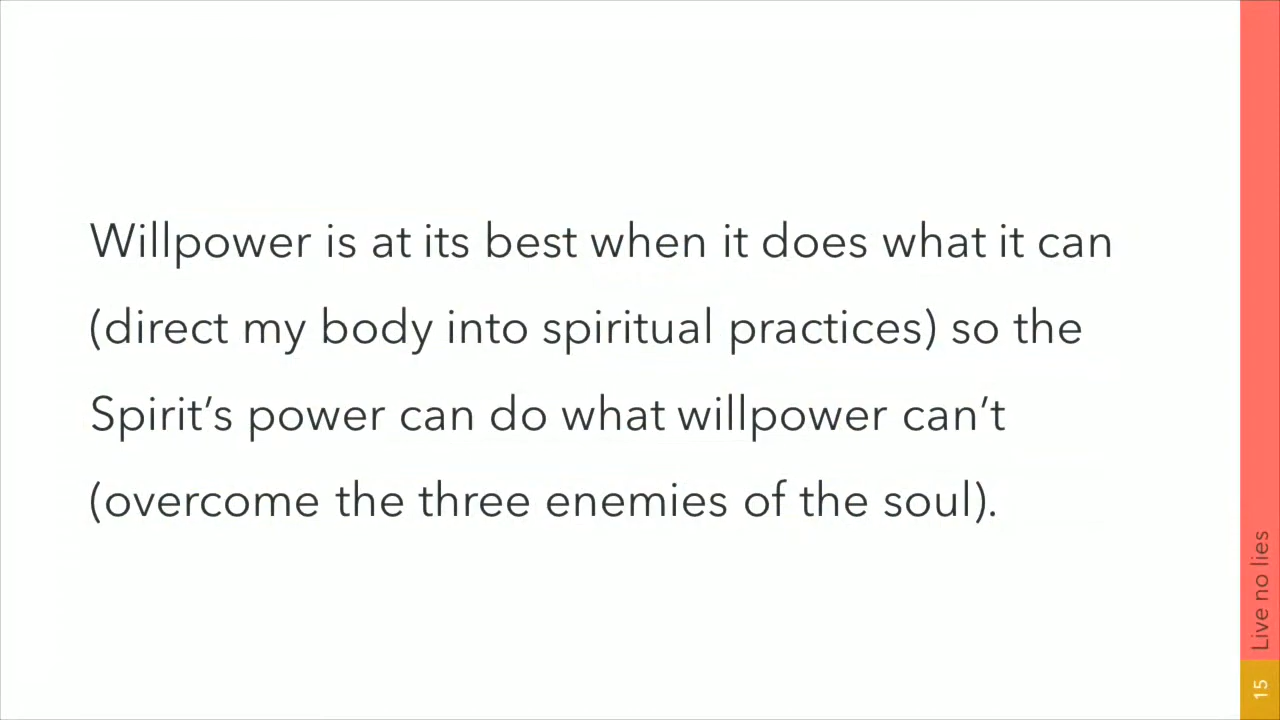 Willpower is at its best when it does what it can
(direct my body into spiritual practices) so the
Spirit’s power can do what willpower can’t
(overcome the three enemies of the soul).
Live no lies
15